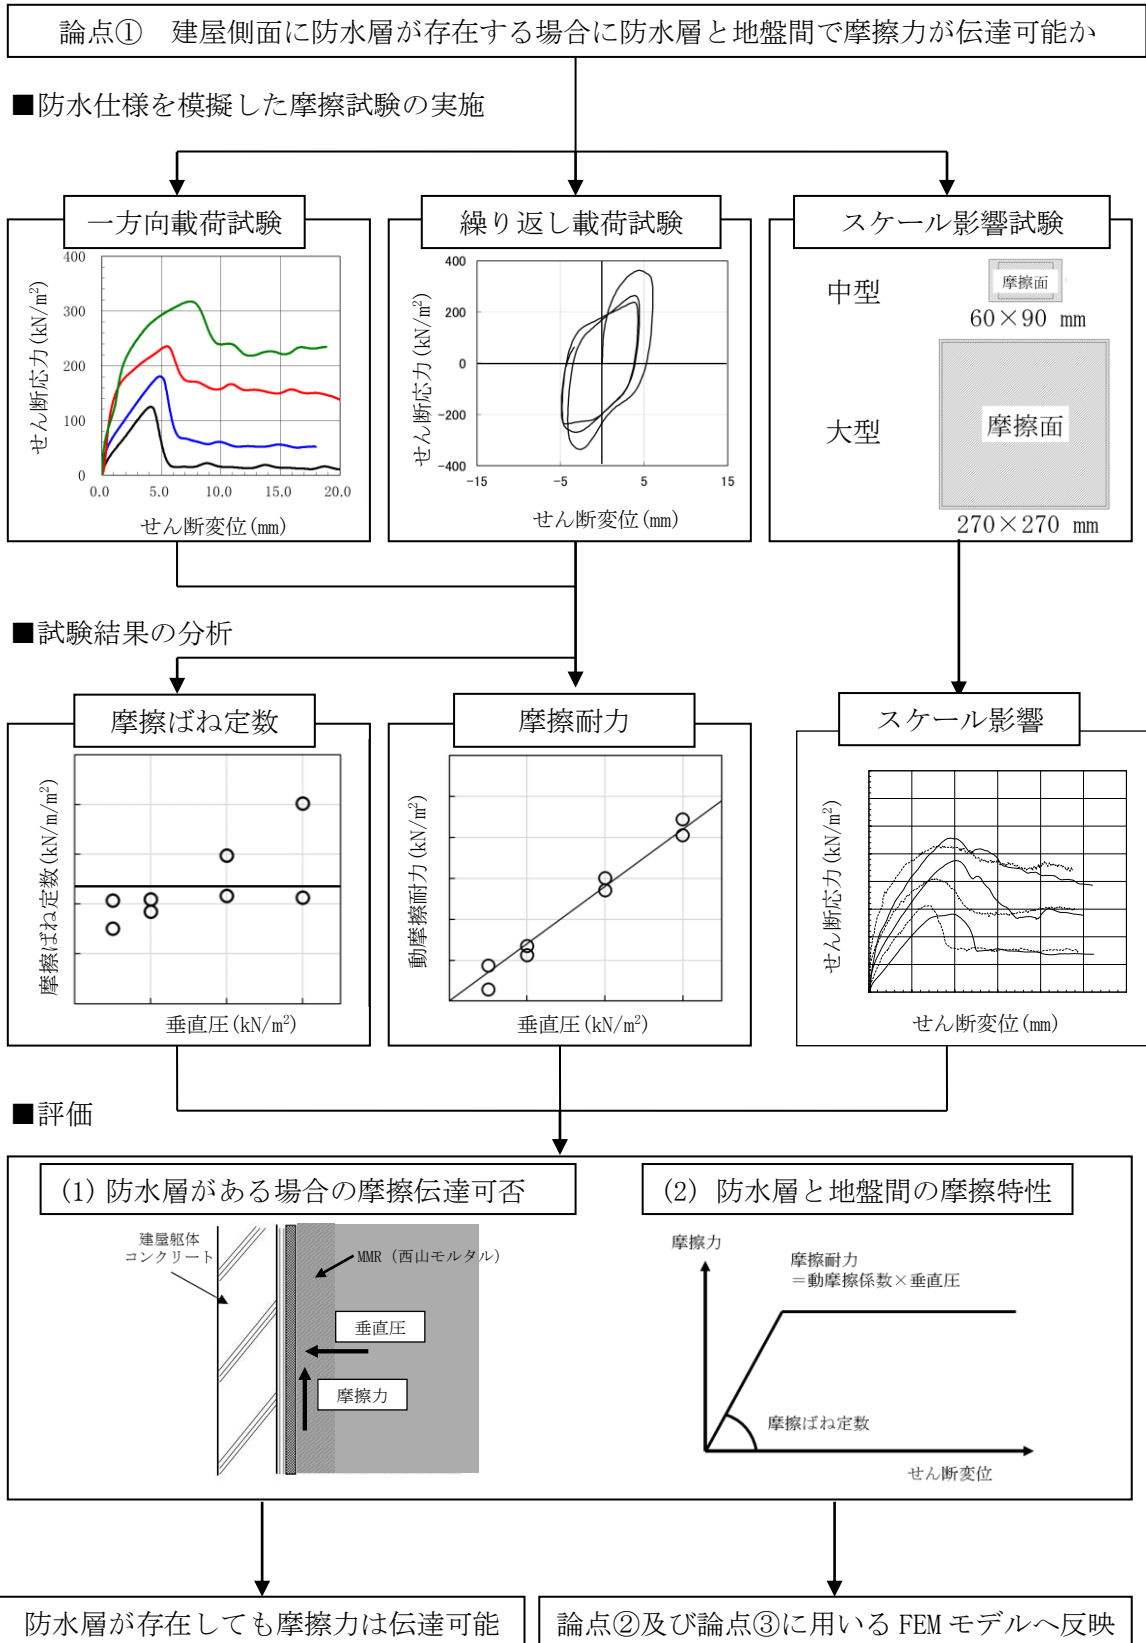 論点①　建屋側面に防水層が存在する場合に防水層と地盤間で摩擦力が伝達可能か
■防水仕様を模擬した摩擦試験の実施
一方向載荷試験
せん断応力(kN/m²)
400
300
200
100
0
0.0 5.0 10.0 15.0 20.0
せん断変位(mm)
繰り返し載荷試験
せん断応力(kN/m²)
400
200
0
-200
-400
-15 -5 5 15
せん断変位(mm)
スケール影響試験
中型
摩擦面
60×90 mm
大型
摩擦面
270×270 mm
■試験結果の分析
摩擦ばね定数
摩擦ばね定数(kN/m/m²)
垂直圧(kN/m²)
摩擦耐力
動摩擦耐力(kN/m²)
垂直圧(kN/m²)
スケール影響
せん断応力(kN/m²)
せん断変位(mm)
■評価
(1) 防水層がある場合の摩擦伝達可否
建屋躯体
コンクリート
MMR（西山モルタル）
垂直圧
摩擦力
(2) 防水層と地盤間の摩擦特性
摩擦力
摩擦耐力
＝動摩擦係数×垂直圧
摩擦ばね定数
せん断変位
防水層が存在しても摩擦力は伝達可能
論点②及び論点③に用いる FEM モデルへ反映